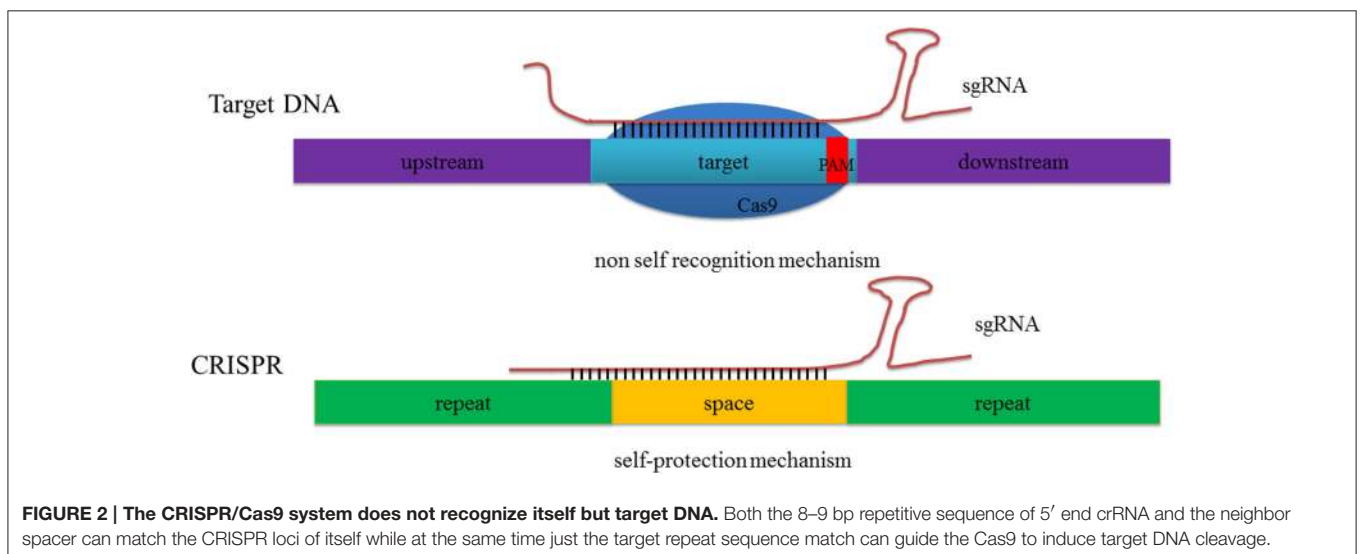 Target DNA
sgRNA
upstream
target
PAM
downstream
Cas9
non self recognition mechanism
CRISPR
sgRNA
repeat
space
repeat
self-protection mechanism
FIGURE 2 | The CRISPR/Cas9 system does not recognize itself but target DNA. Both the 8–9 bp repetitive sequence of 5′ end crRNA and the neighbor
spacer can match the CRISPR loci of itself while at the same time just the target repeat sequence match can guide the Cas9 to induce target DNA cleavage.